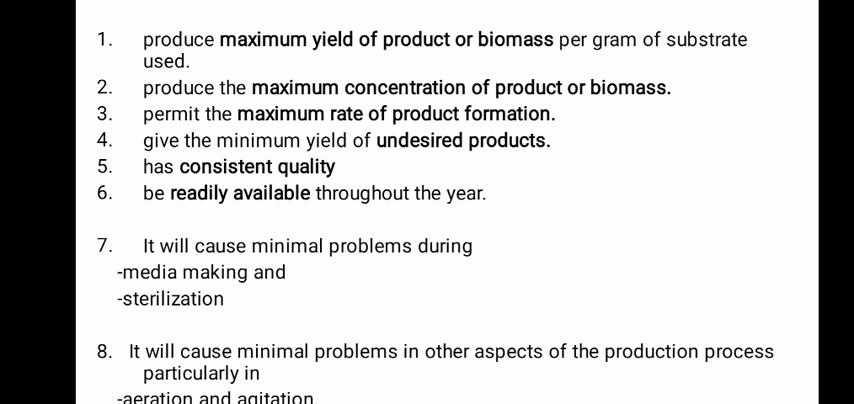 1. produce maximum yield of product or biomass per gram of substrate
used.
2. produce the maximum concentration of product or biomass.
3. permit the maximum rate of product formation.
4. give the minimum yield of undesired products.
5. has consistent quality
6. be readily available throughout the year.
7. It will cause minimal problems during
-media making and
-sterilization
8. It will cause minimal problems in other aspects of the production process
particularly in
-aeration and agitation,